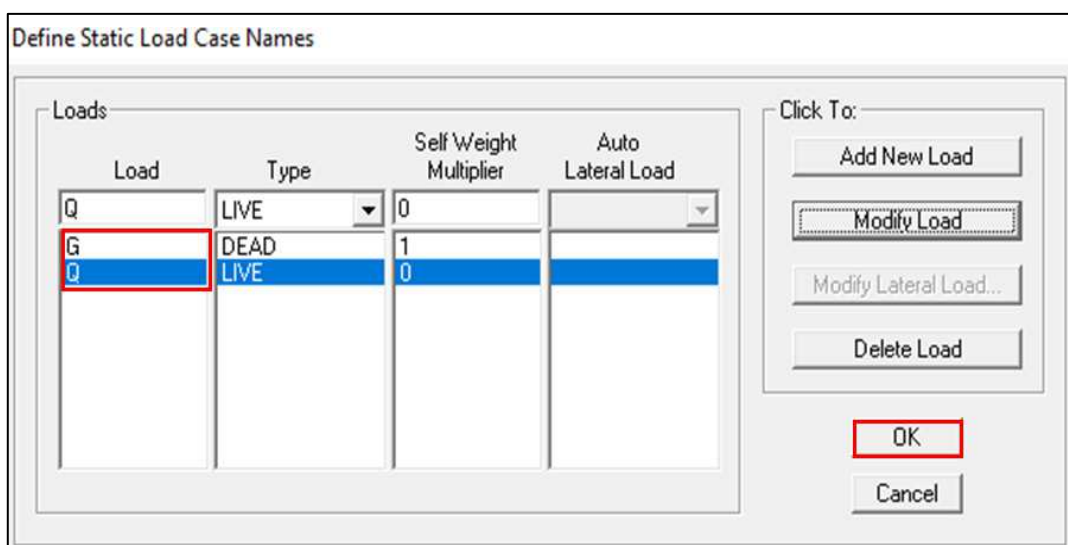 Define Static Load Case Names
Loads
Load Type Self Weight Multiplier Auto Lateral Load
Q LIVE 0
G DEAD 1
Q LIVE 0
Click To:
Add New Load
Modify Load
Modify Lateral Load...
Delete Load
OK
Cancel